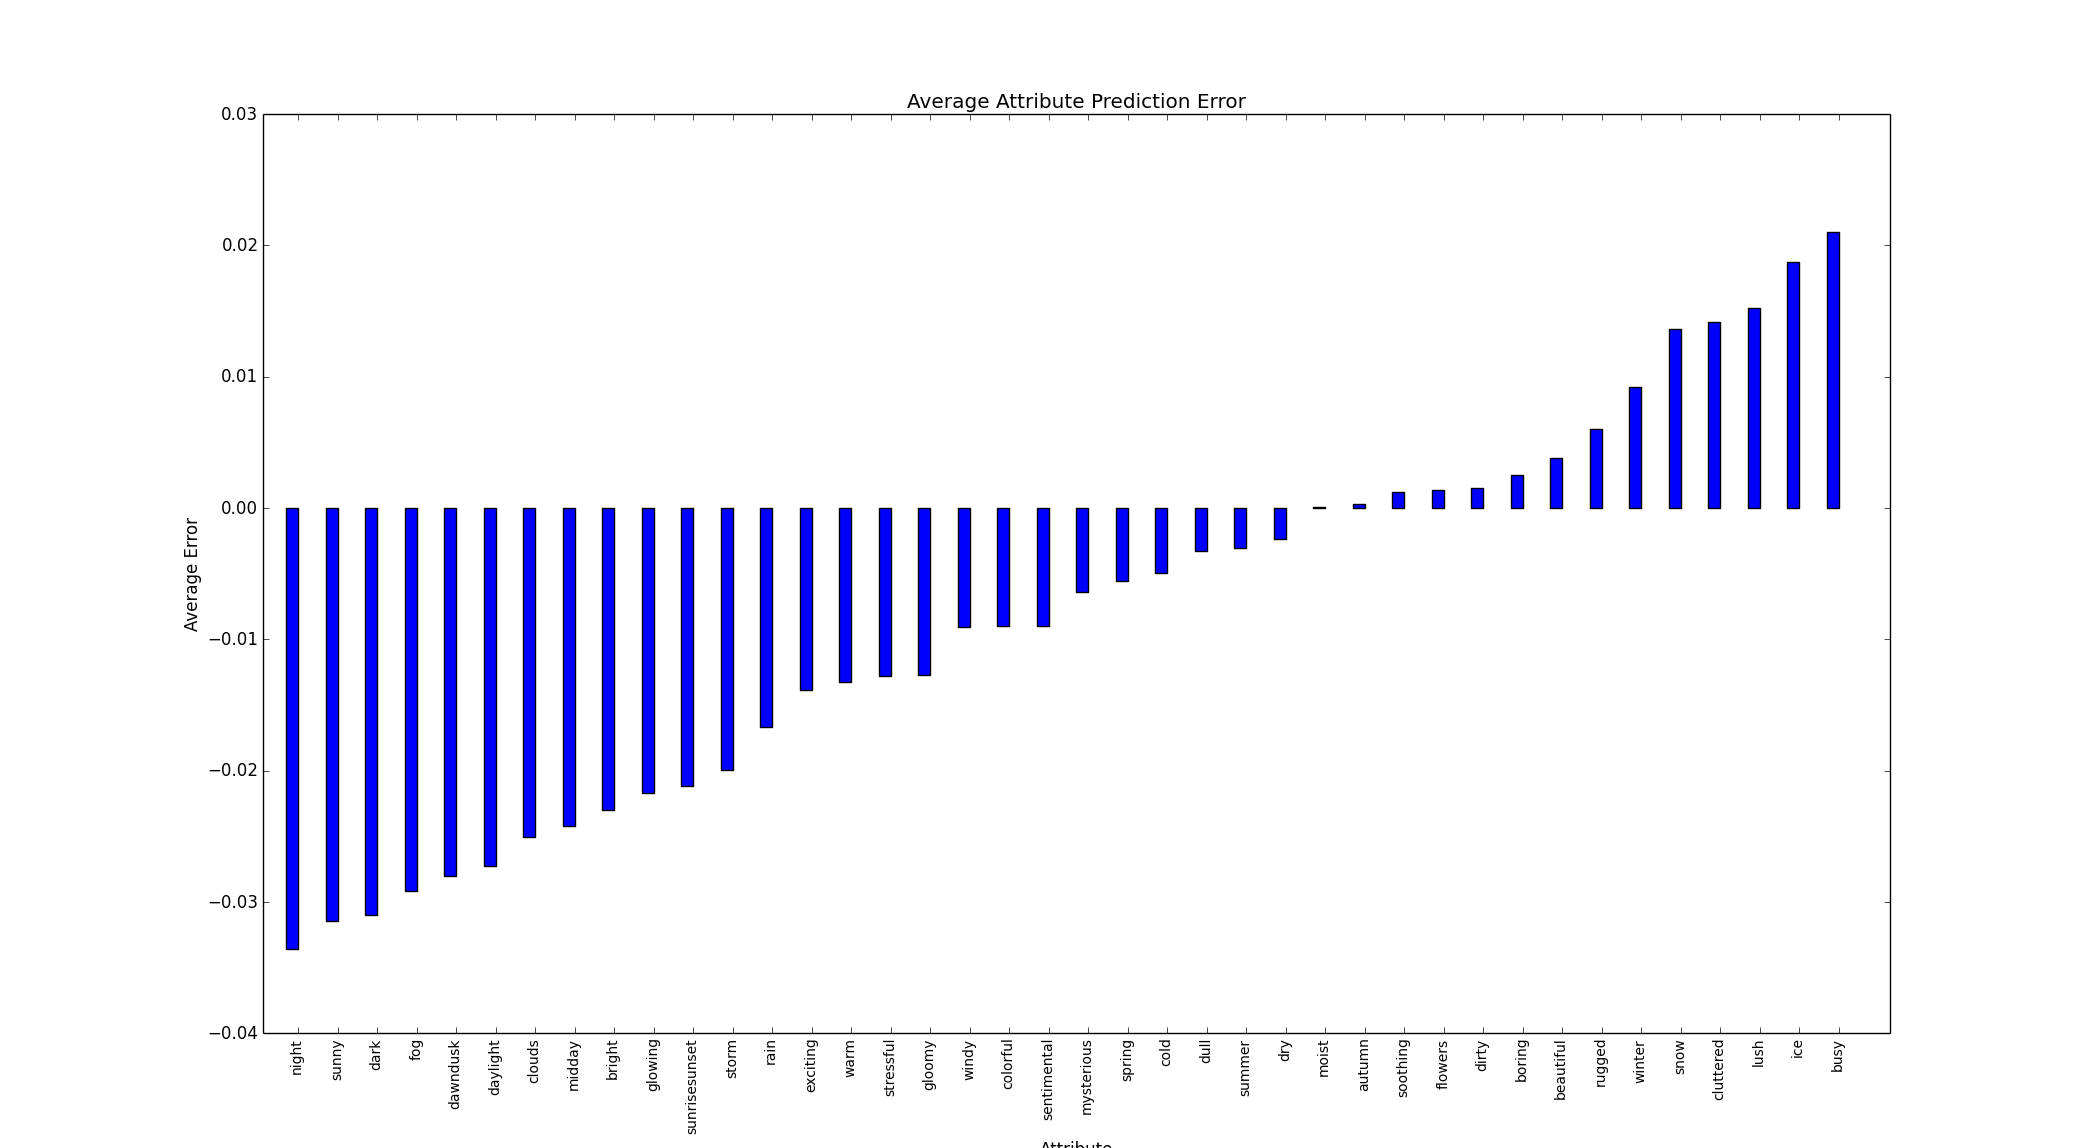 Average Attribute Prediction Error
0.03
0.02
0.01
0.00
−0.01
−0.02
−0.03
−0.04
Average Error
night
sunny
dark
fog
dawndusk
daylight
clouds
midday
bright
glowing
sunrisesunset
storm
rain
exciting
warm
stressful
gloomy
windy
colorful
sentimental
mysterious
spring
cold
dull
summer
dry
moist
autumn
soothing
flowers
dirty
boring
beautiful
rugged
winter
snow
cluttered
lush
ice
busy
Attribute